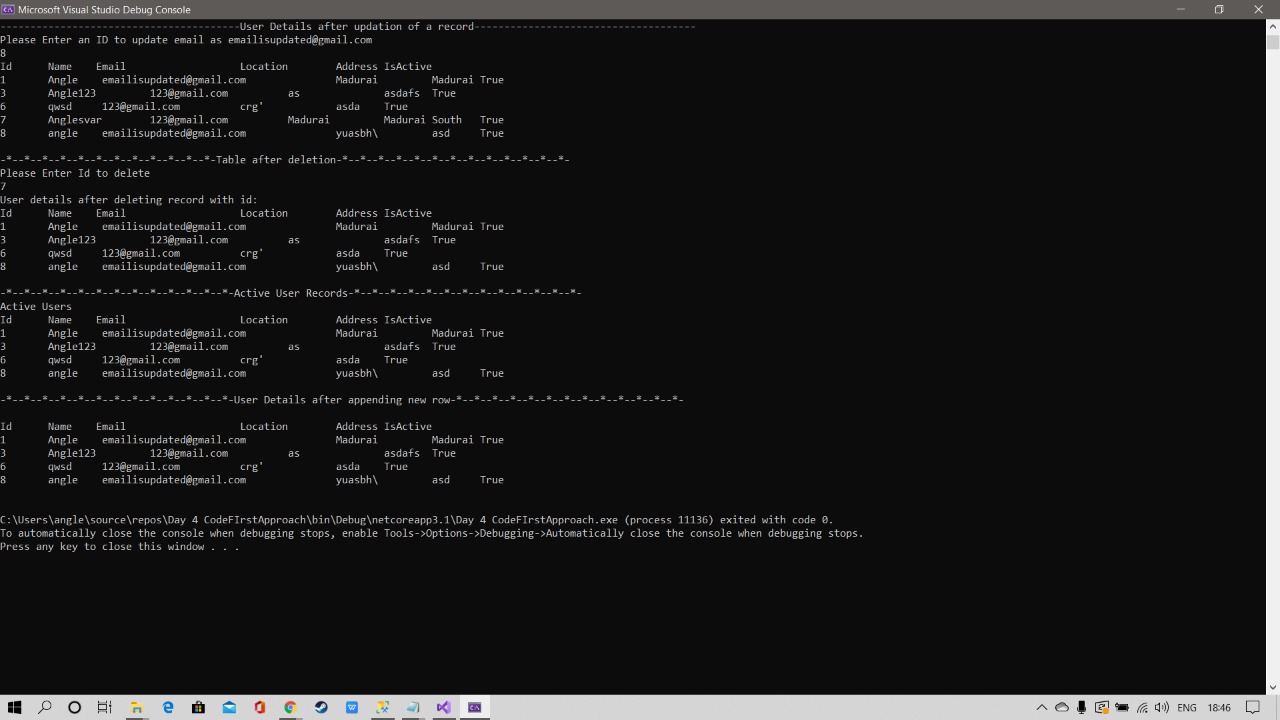 Microsoft Visual Studio Debug Console
----------------------------------------User Details after updation of a record-------------------------------------
Please Enter an ID to update email as emailisupdated@gmail.com
8
Id      Name    Email                   Location        Address IsActive
1       Angle    emailisupdated@gmail.com               Madurai         Madurai True
3       Angle123         123@gmail.com          as              asdafs  True
6       qwsd     123@gmail.com          crg'            asda    True
7       Anglesvar        123@gmail.com          Madurai         Madurai South   True
8       angle    emailisupdated@gmail.com               yuasbh\         asd     True
-*--*--*--*--*--*--*--*--*--*--*--*-Table after deletion-*--*--*--*--*--*--*--*--*--*--*--*--*-
Please Enter Id to delete
7
User details after deleting record with id:
Id      Name    Email                   Location        Address IsActive
1       Angle    emailisupdated@gmail.com               Madurai         Madurai True
3       Angle123         123@gmail.com          as              asdafs  True
6       qwsd     123@gmail.com          crg'            asda    True
8       angle    emailisupdated@gmail.com               yuasbh\         asd     True
-*--*--*--*--*--*--*--*--*--*--*--*--*-Active User Records-*--*--*--*--*--*--*--*--*--*--*--*--*-
Active Users
Id      Name    Email                   Location        Address IsActive
1       Angle    emailisupdated@gmail.com               Madurai         Madurai True
3       Angle123         123@gmail.com          as              asdafs  True
6       qwsd     123@gmail.com          crg'            asda    True
8       angle    emailisupdated@gmail.com               yuasbh\         asd     True
-*--*--*--*--*--*--*--*--*--*--*--*--*-User Details after appending new row-*--*--*--*--*--*--*--*--*--*--*--*--*-
Id      Name    Email                   Location        Address IsActive
1       Angle    emailisupdated@gmail.com               Madurai         Madurai True
3       Angle123         123@gmail.com          as              asdafs  True
6       qwsd     123@gmail.com          crg'            asda    True
8       angle    emailisupdated@gmail.com               yuasbh\         asd     True
C:\Users\angle\source\repos\Day 4 CodeFIrstApproach\bin\Debug\netcoreapp3.1\Day 4 CodeFIrstApproach.exe (process 11136) exited with code 0.
To automatically close the console when debugging stops, enable Tools->Options->Debugging->Automatically close the console when debugging stops.
Press any key to close this window . . .
ENG 18:46